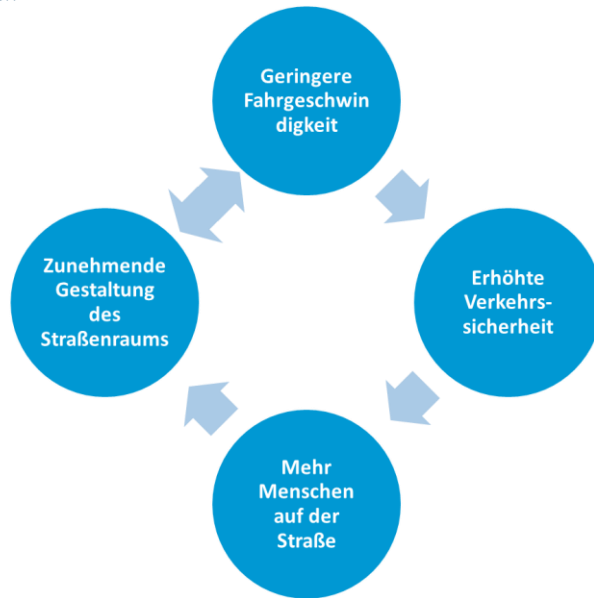 Geringere
Fahrgeschwin
digkeit
Erhöhte
Verkehrs-
sicherheit
Mehr
Menschen
auf der
Straße
Zunehmende
Gestaltung
des
Straßenraums